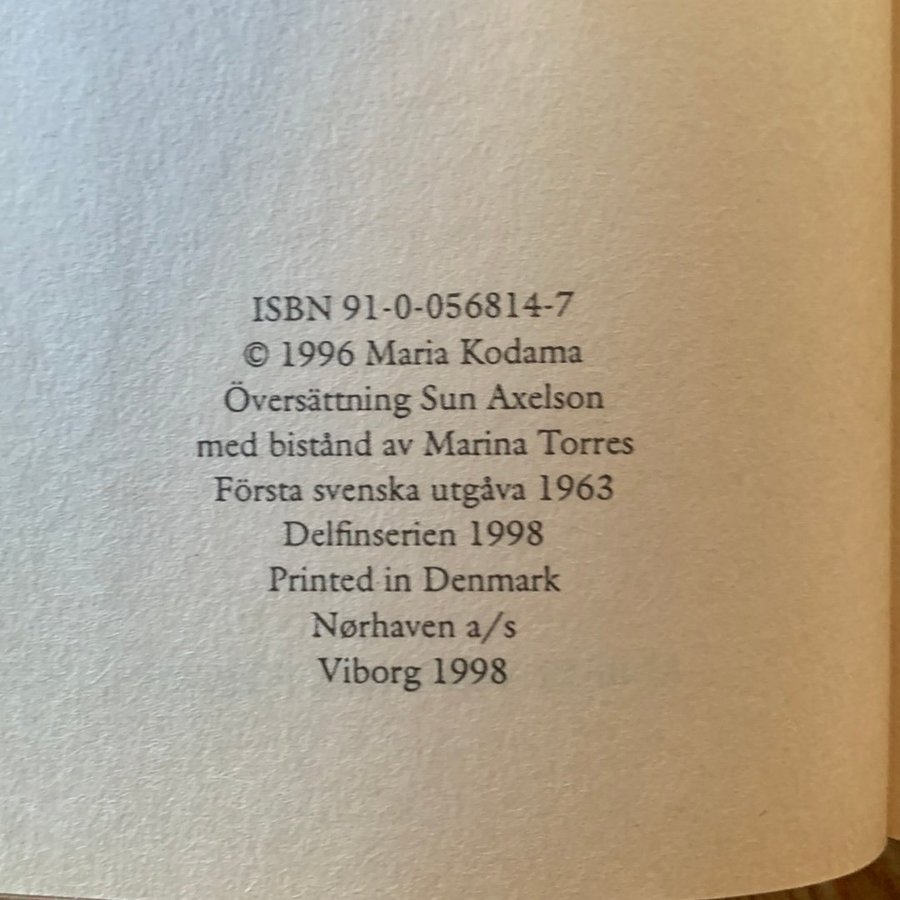 ISBN 91-0-056814-7
© 1996 Maria Kodama
Översättning Sun Axelson
med bistånd av Marina Torres
Första svenska utgåva 1963
Delfinserien 1998
Printed in Denmark
Nørhaven a/s
Viborg 1998